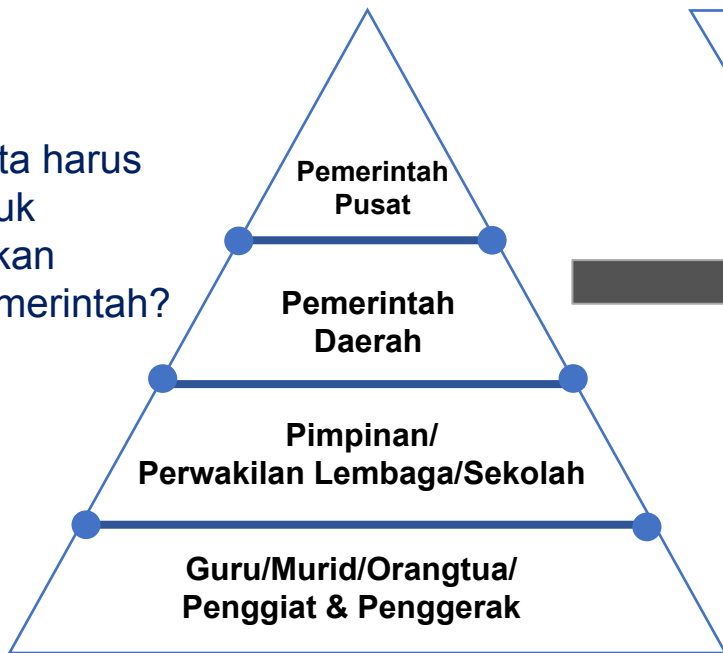 ta harus
uk
kan
merintah?
Pemerintah
Pusat
Pemerintah
Daerah
Pimpinan/
Perwakilan Lembaga/Sekolah
Guru/Murid/Orangtua/
Penggiat & Penggerak